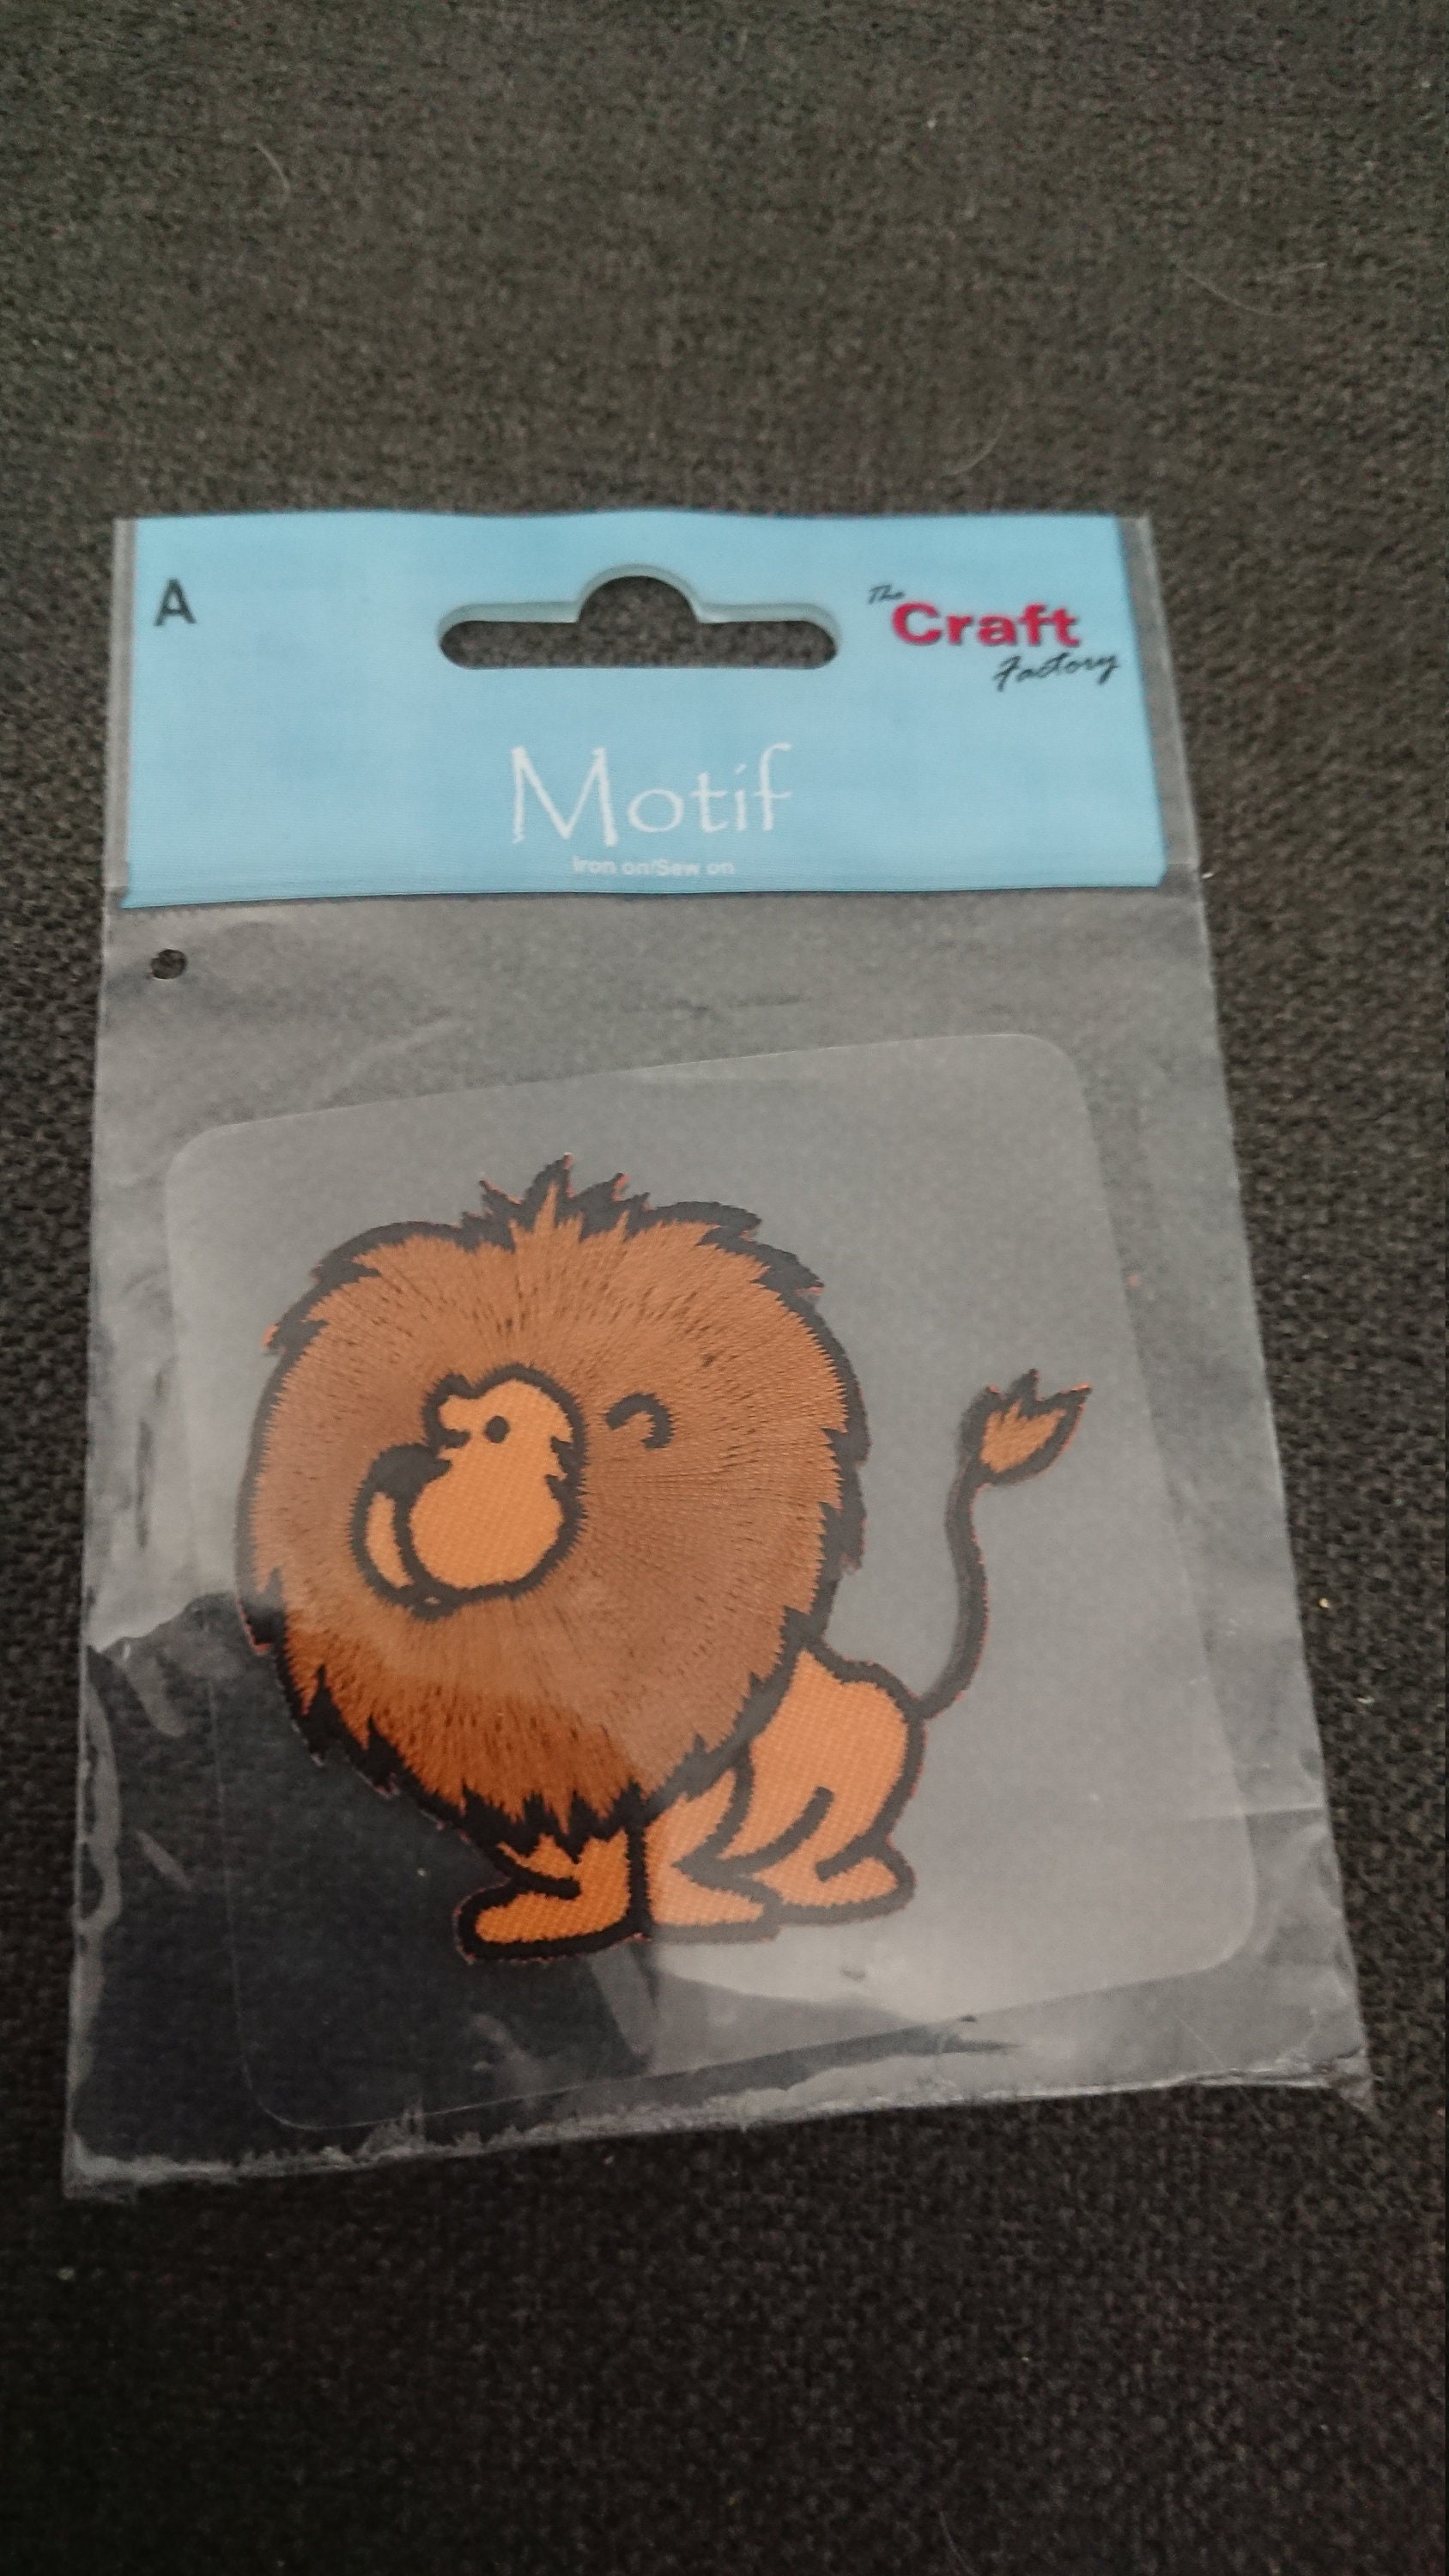 A
The
Craft
Factory
Motif
Iron on/Sew on